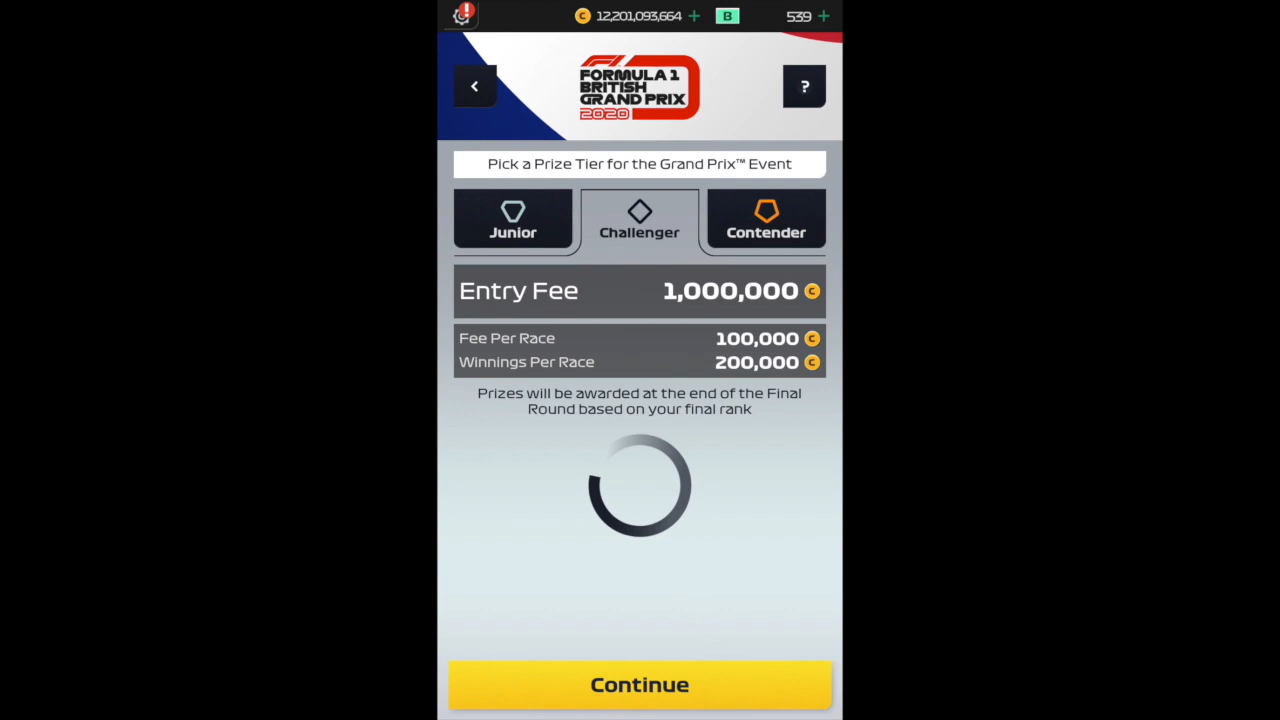 12,201,093,664 + B 539 +
FORMULA 1
BRITISH
GRAND PRIX
2020
?
Pick a Prize Tier for the Grand Prix™ Event
Junior
Challenger
Contender
Entry Fee 1,000,000 C
Fee Per Race 100,000 C
Winnings Per Race 200,000 C
Prizes will be awarded at the end of the Final
Round based on your final rank
Continue